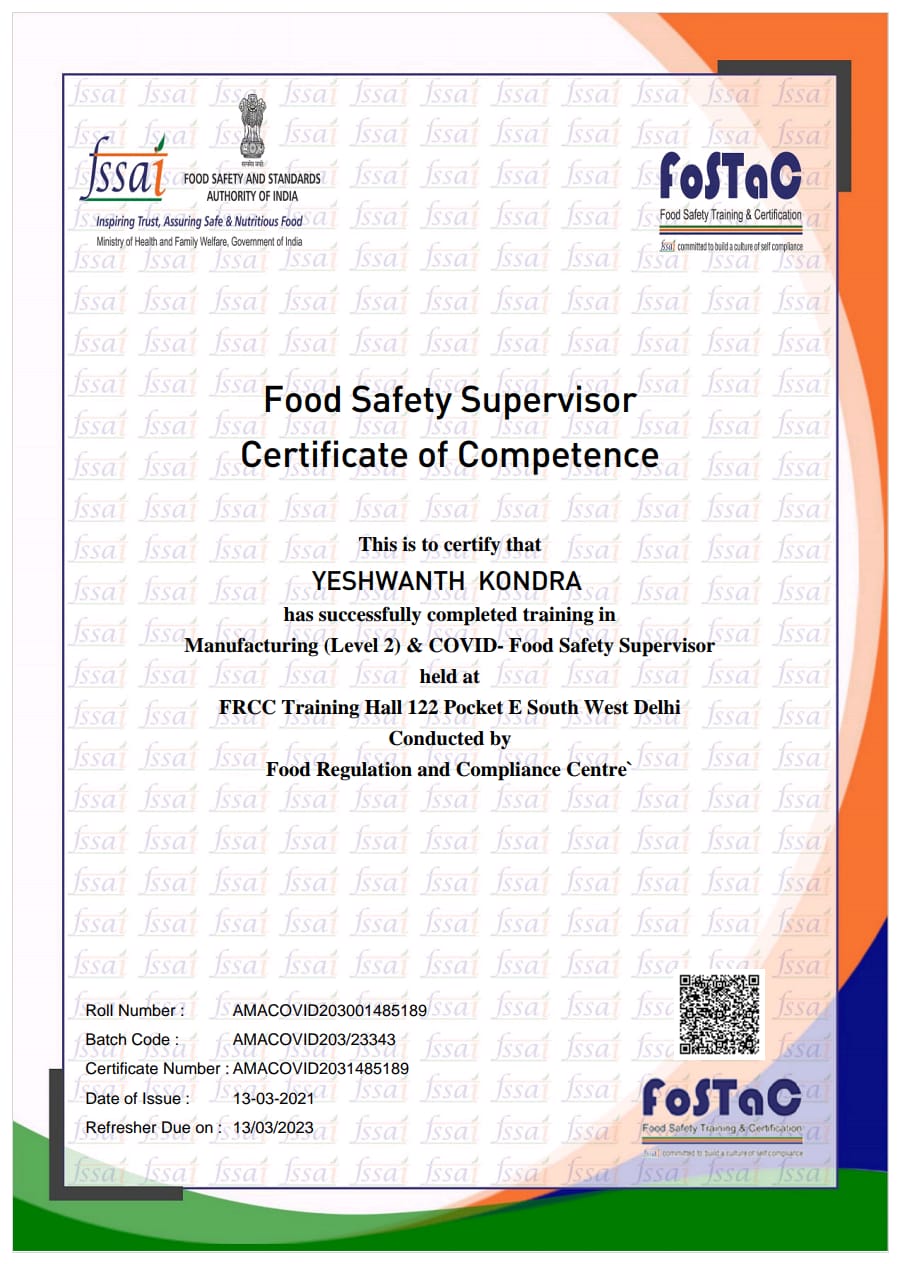 fssai
सत्यमेव जयते
FOOD SAFETY AND STANDARDS
AUTHORITY OF INDIA
Inspiring Trust, Assuring Safe & Nutritious Food
Ministry of Health and Family Welfare, Government of India
FoSTaC
Food Safety Training & Certification
fssai committed to build a culture of self compliance
Food Safety Supervisor
Certificate of Competence
This is to certify that
YESHWANTH KONDRA
has successfully completed training in
Manufacturing (Level 2) & COVID- Food Safety Supervisor
held at
FRCC Training Hall 122 Pocket E South West Delhi
Conducted by
Food Regulation and Compliance Centre`
Roll Number : AMACOVID203001485189
Batch Code : AMACOVID203/23343
Certificate Number : AMACOVID2031485189
Date of Issue : 13-03-2021
Refresher Due on : 13/03/2023
FoSTaC
Food Safety Training & Certification
fssai committed to build a culture of self compliance